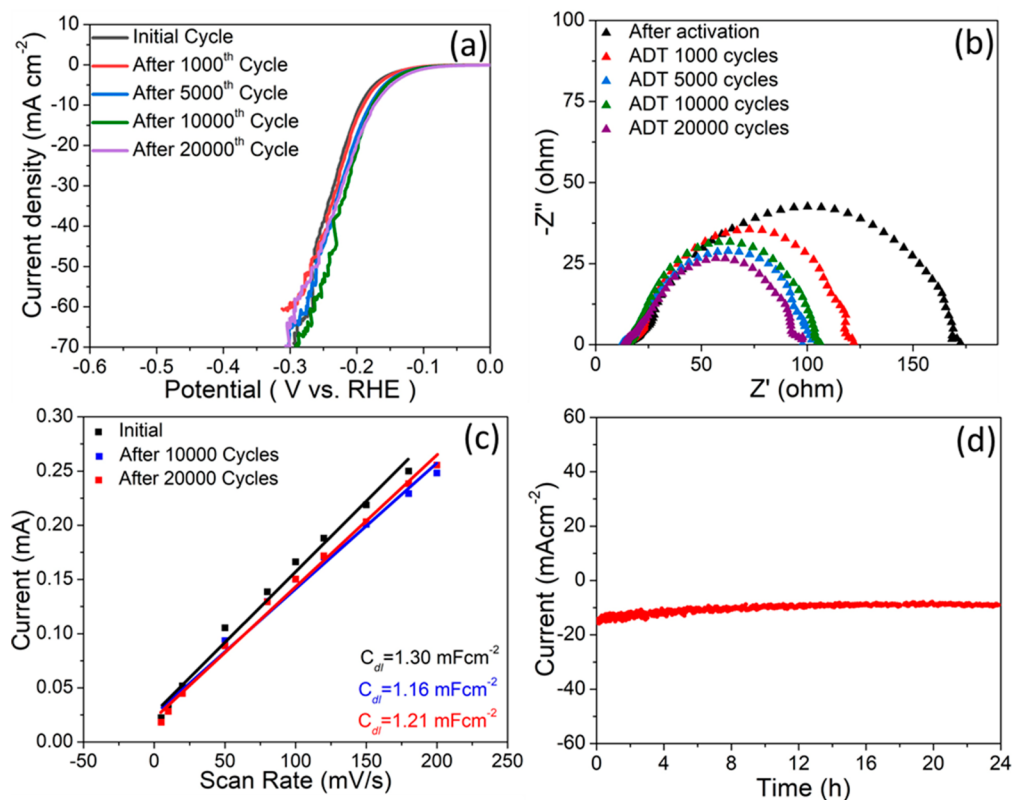 (a)
Initial Cycle
After 1000th Cycle
After 5000th Cycle
After 10000th Cycle
After 20000th Cycle
10
0
-10
-20
-30
-40
-50
-60
-70
Current density (mA cm-2)
-0.6 -0.5 -0.4 -0.3 -0.2 -0.1 0.0
Potential ( V vs. RHE )
(b)
After activation
ADT 1000 cycles
ADT 5000 cycles
ADT 10000 cycles
ADT 20000 cycles
100
75
50
25
0
-Z" (ohm)
0 50 100 150
Z' (ohm)
(c)
Initial
After 10000 Cycles
After 20000 Cycles
0.30
0.25
0.20
0.15
0.10
0.05
0.00
Current (mA)
Cdl=1.30 mFcm-2
Cdl=1.16 mFcm-2
Cdl=1.21 mFcm-2
-50 0 50 100 150 200 250
Scan Rate (mV/s)
(d)
60
40
20
0
-20
-40
-60
Current (mAcm-2)
0 4 8 12 16 20 24
Time (h)